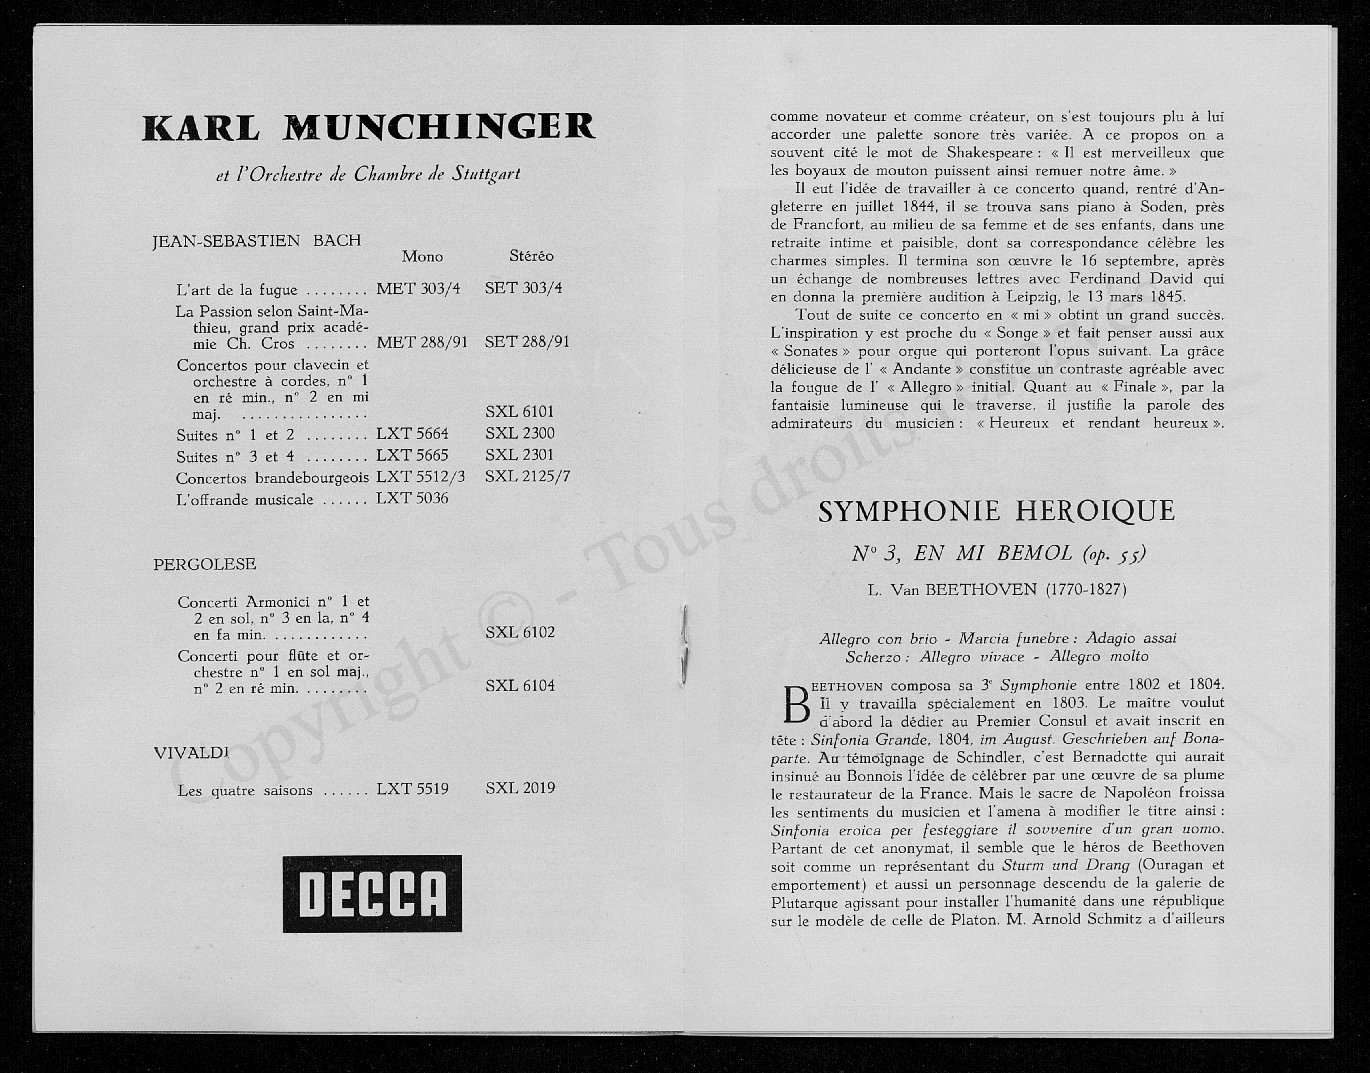 KARL MUNCHINGER
et l'Orchestre de Chambre de Stuttgart
JEAN-SEBASTIEN BACH
Mono Stéréo
L'art de la fugue ........ MET 303/4 SET 303/4
La Passion selon Saint-Ma-
thieu, grand prix acadé-
mie Ch. Cros ........ MET 288/91 SET 288/91
Concertos pour clavecin et
orchestre à cordes, n° 1
en ré min., n° 2 en mi
maj. ................ SXL 6101
Suites n° 1 et 2 ........ LXT 5664 SXL 2300
Suites n° 3 et 4 ........ LXT 5665 SXL 2301
Concertos brandebourgeois LXT 5512/3 SXL 2125/7
L'offrande musicale ...... LXT 5036
PERGOLESE
Concerti Armonici n° 1 et
2 en sol, n° 3 en la, n° 4
en fa min. ............ SXL 6102
Concerti pour flûte et or-
chestre n° 1 en sol maj.,
n° 2 en ré min. ........ SXL 6104
VIVALDI
Les quatre saisons ...... LXT 5519 SXL 2019
DECCA
comme novateur et comme créateur, on s'est toujours plu à lui
accorder une palette sonore très variée. A ce propos on a
souvent cité le mot de Shakespeare : « Il est merveilleux que
les boyaux de mouton puissent ainsi remuer notre âme. »
Il eut l'idée de travailler à ce concerto quand, rentré d'An-
gleterre en juillet 1844, il se trouva sans piano à Soden, près
de Francfort, au milieu de sa femme et de ses enfants, dans une
retraite intime et paisible, dont sa correspondance célèbre les
charmes simples. Il termina son œuvre le 16 septembre, après
un échange de nombreuses lettres avec Ferdinand David qui
en donna la première audition à Leipzig, le 13 mars 1845.
Tout de suite ce concerto en « mi » obtint un grand succès.
L'inspiration y est proche du « Songe » et fait penser aussi aux
« Sonates » pour orgue qui porteront l'opus suivant. La grâce
délicieuse de l' « Andante » constitue un contraste agréable avec
la fougue de l' « Allegro » initial. Quant au « Finale », par la
fantaisie lumineuse qui le traverse, il justifie la parole des
admirateurs du musicien : « Heureux et rendant heureux ».
SYMPHONIE HEROIQUE
N° 3, EN MI BEMOL (op. 55)
L. Van BEETHOVEN (1770-1827)
Allegro con brio - Marcia funebre : Adagio assai
Scherzo : Allegro vivace - Allegro molto
BEETHOVEN composa sa 3e Symphonie entre 1802 et 1804.
Il y travailla spécialement en 1803. Le maître voulut
d'abord la dédier au Premier Consul et avait inscrit en
tête : Sinfonia Grande, 1804, im August. Geschrieben auf Bona-
parte. Au témoignage de Schindler, c'est Bernadotte qui aurait
insinué au Bonnois l'idée de célébrer par une œuvre de sa plume
le restaurateur de la France. Mais le sacre de Napoléon froissa
les sentiments du musicien et l'amena à modifier le titre ainsi :
Sinfonia eroica per festeggiare il sovvenire d'un gran uomo.
Partant de cet anonymat, il semble que le héros de Beethoven
soit comme un représentant du Sturm und Drang (Ouragan et
emportement) et aussi un personnage descendu de la galerie de
Plutarque agissant pour installer l'humanité dans une république
sur le modèle de celle de Platon. M. Arnold Schmitz a d'ailleurs
Copyright © - Tous droits